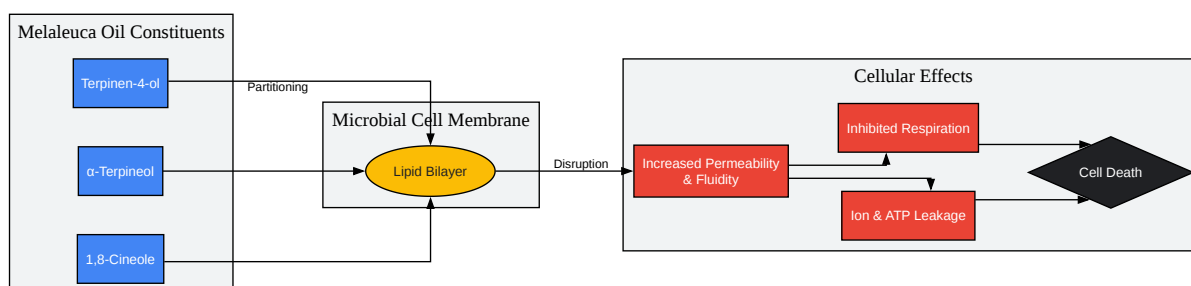 Melaleuca Oil Constituents
Terpinen-4-ol
α-Terpineol
1,8-Cineole
Partitioning
Microbial Cell Membrane
Lipid Bilayer
Disruption
Cellular Effects
Increased Permeability
& Fluidity
Inhibited Respiration
Ion & ATP Leakage
Cell Death